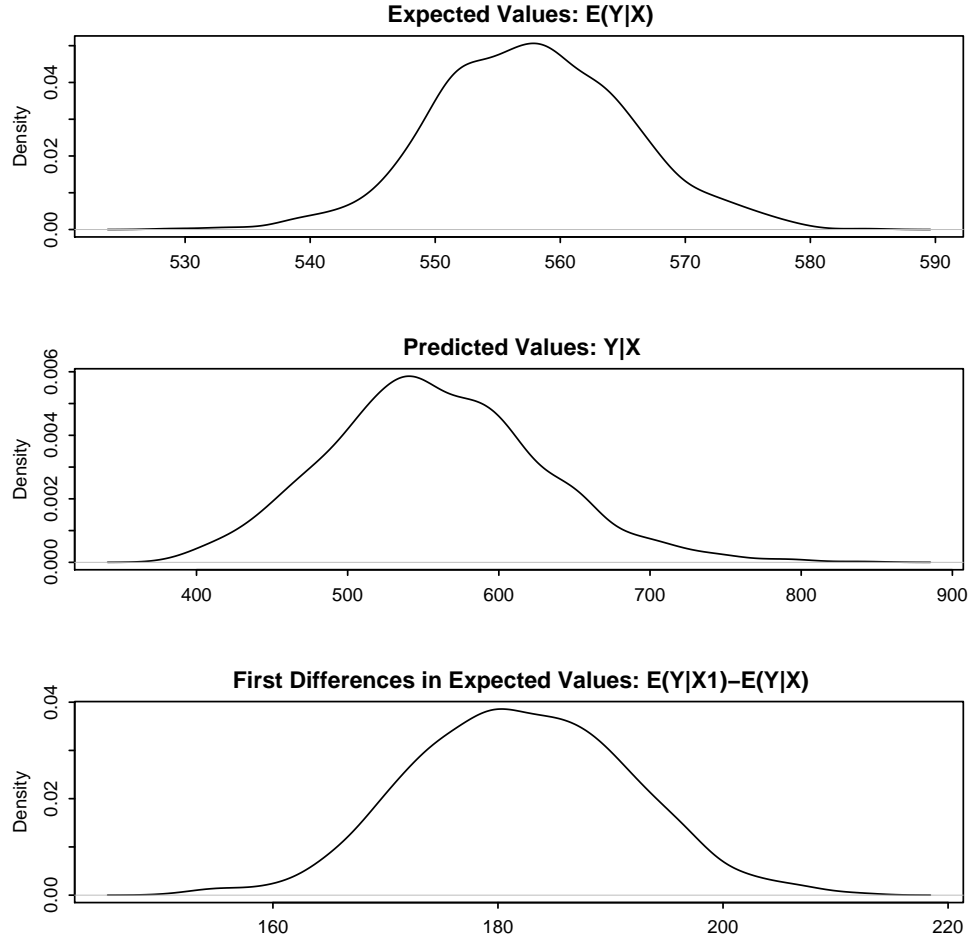 Expected Values: E(Y|X)
Density
0.00 0.02 0.04
530 540 550 560 570 580 590
Predicted Values: Y|X
Density
0.000 0.002 0.004 0.006
400 500 600 700 800 900
First Differences in Expected Values: E(Y|X1)−E(Y|X)
Density
0.00 0.02 0.04
160 180 200 220